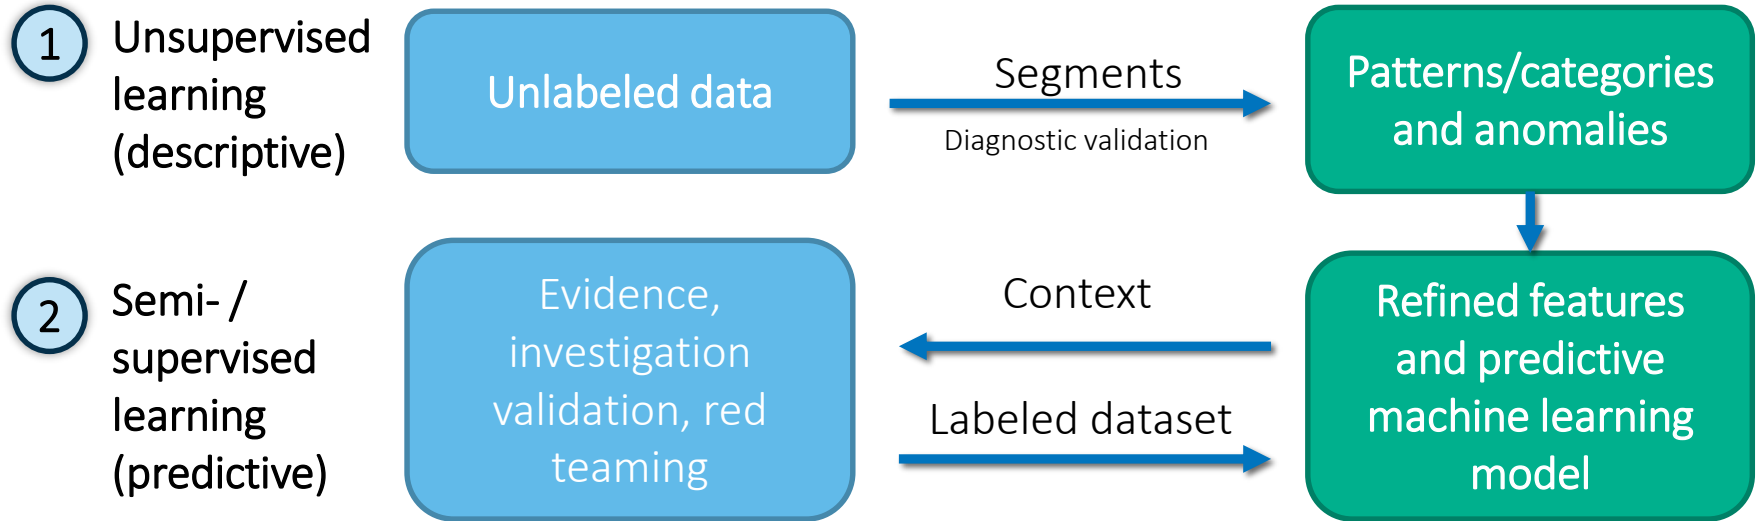 1
Unsupervised
learning
(descriptive)
Unlabeled data
Segments
Diagnostic validation
Patterns/categories
and anomalies
2
Semi- /
supervised
learning
(predictive)
Evidence,
investigation
validation, red
teaming
Context
Labeled dataset
Refined features
and predictive
machine learning
model